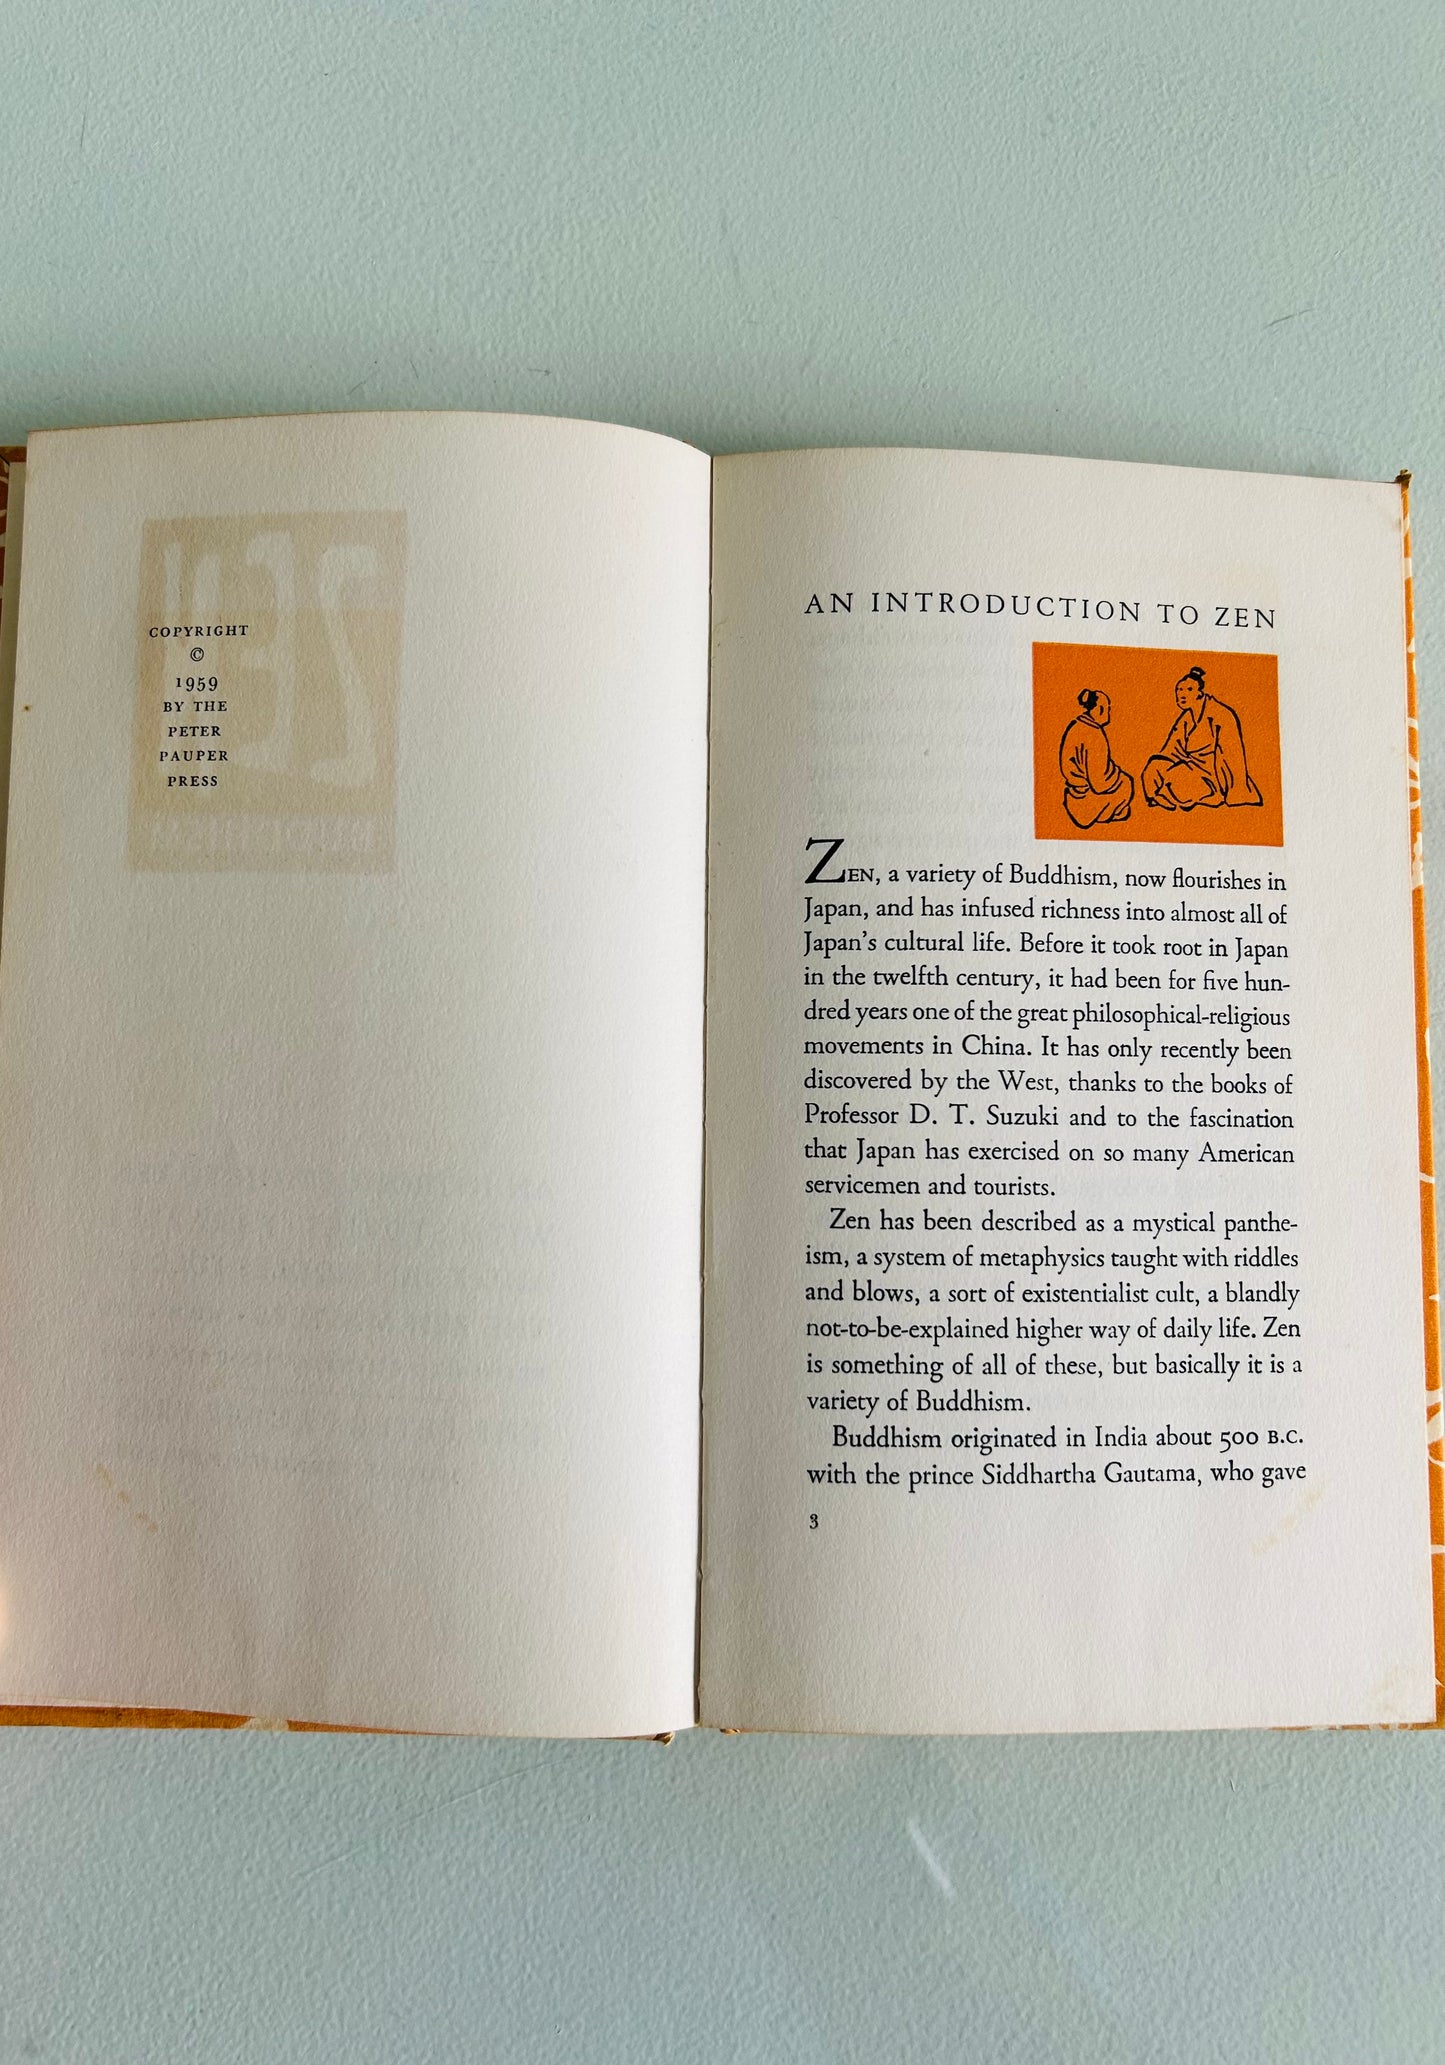 COPYRIGHT
©
1959
BY THE
PETER
PAUPER
PRESS
AN INTRODUCTION TO ZEN
ZEN, a variety of Buddhism, now flourishes in
Japan, and has infused richness into almost all of
Japan's cultural life. Before it took root in Japan
in the twelfth century, it had been for five hun-
dred years one of the great philosophical-religious
movements in China. It has only recently been
discovered by the West, thanks to the books of
Professor D. T. Suzuki and to the fascination
that Japan has exercised on so many American
servicemen and tourists.
Zen has been described as a mystical panthe-
ism, a system of metaphysics taught with riddles
and blows, a sort of existentialist cult, a blandly
not-to-be-explained higher way of daily life. Zen
is something of all of these, but basically it is a
variety of Buddhism.
Buddhism originated in India about 500 B.C.
with the prince Siddhartha Gautama, who gave
3